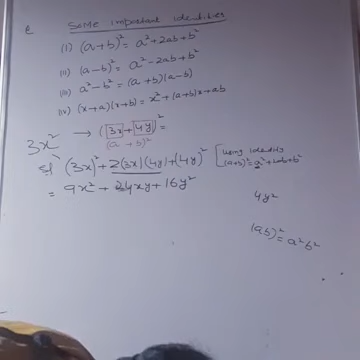 Some important identities
(i) (a+b)² = a²+2ab+b²
(ii) (a-b)² = a²-2ab+b²
(iii) a²-b² = (a+b)(a-b)
(iv) (x+a)(x+b) = x²+(a+b)x+ab
3x² → (3x+4y)² =
(a + b)²
(3x)²+2(3x)(4y)+(4y)² [using identity
(a+b)²=a²+2ab+b²
= 9x²+24xy+16y²
4y²
(ab)² = a²b²